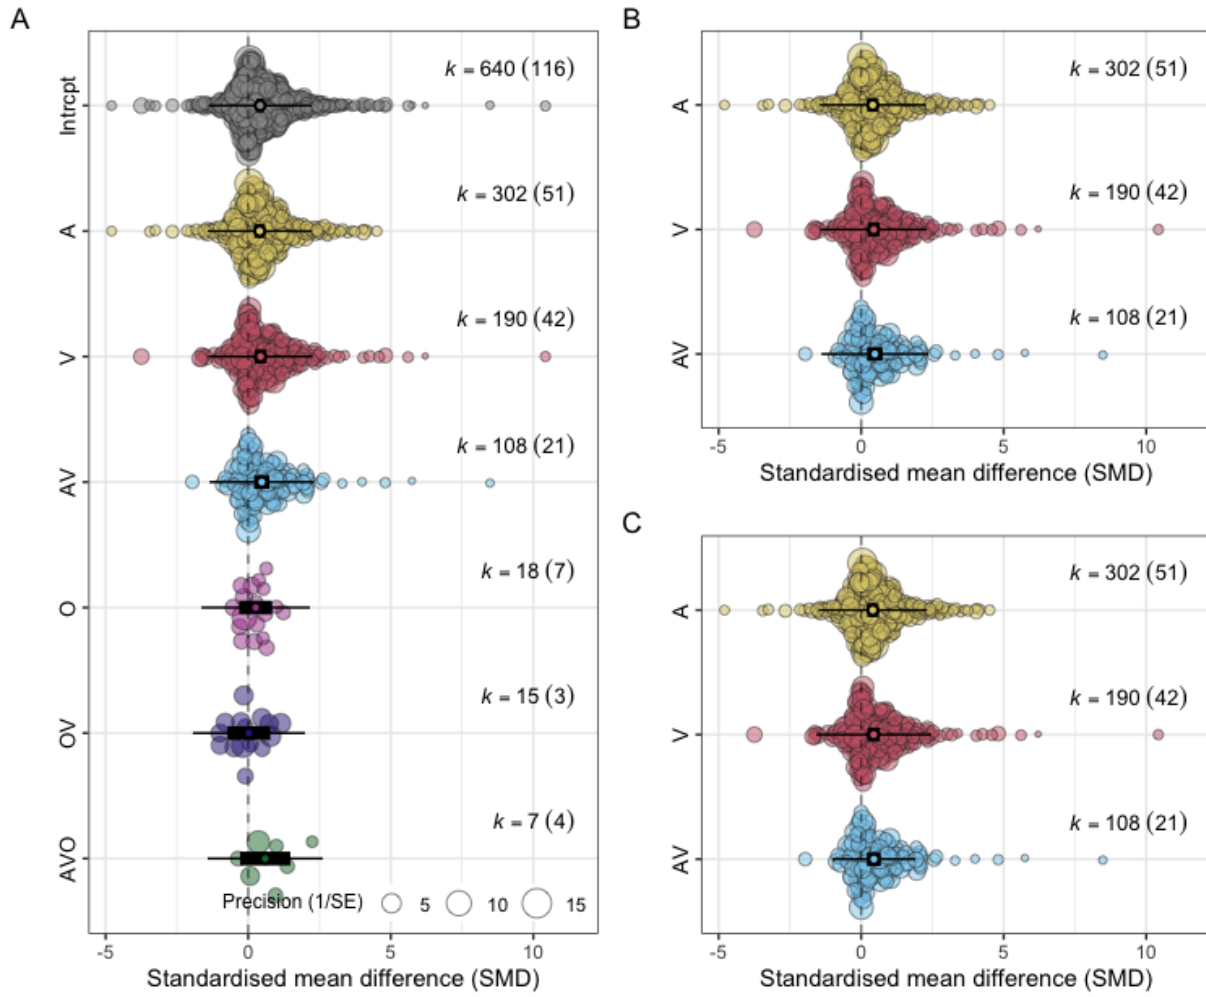 A
Intrcpt
k = 640 (116)
A
k = 302 (51)
V
k = 190 (42)
AV
k = 108 (21)
O
k = 18 (7)
OV
k = 15 (3)
AVO
k = 7 (4)
Precision (1/SE) 5 10 15
-5 0 5 10
Standardised mean difference (SMD)
B
A
k = 302 (51)
V
k = 190 (42)
AV
k = 108 (21)
-5 0 5 10
Standardised mean difference (SMD)
C
A
k = 302 (51)
V
k = 190 (42)
AV
k = 108 (21)
-5 0 5 10
Standardised mean difference (SMD)